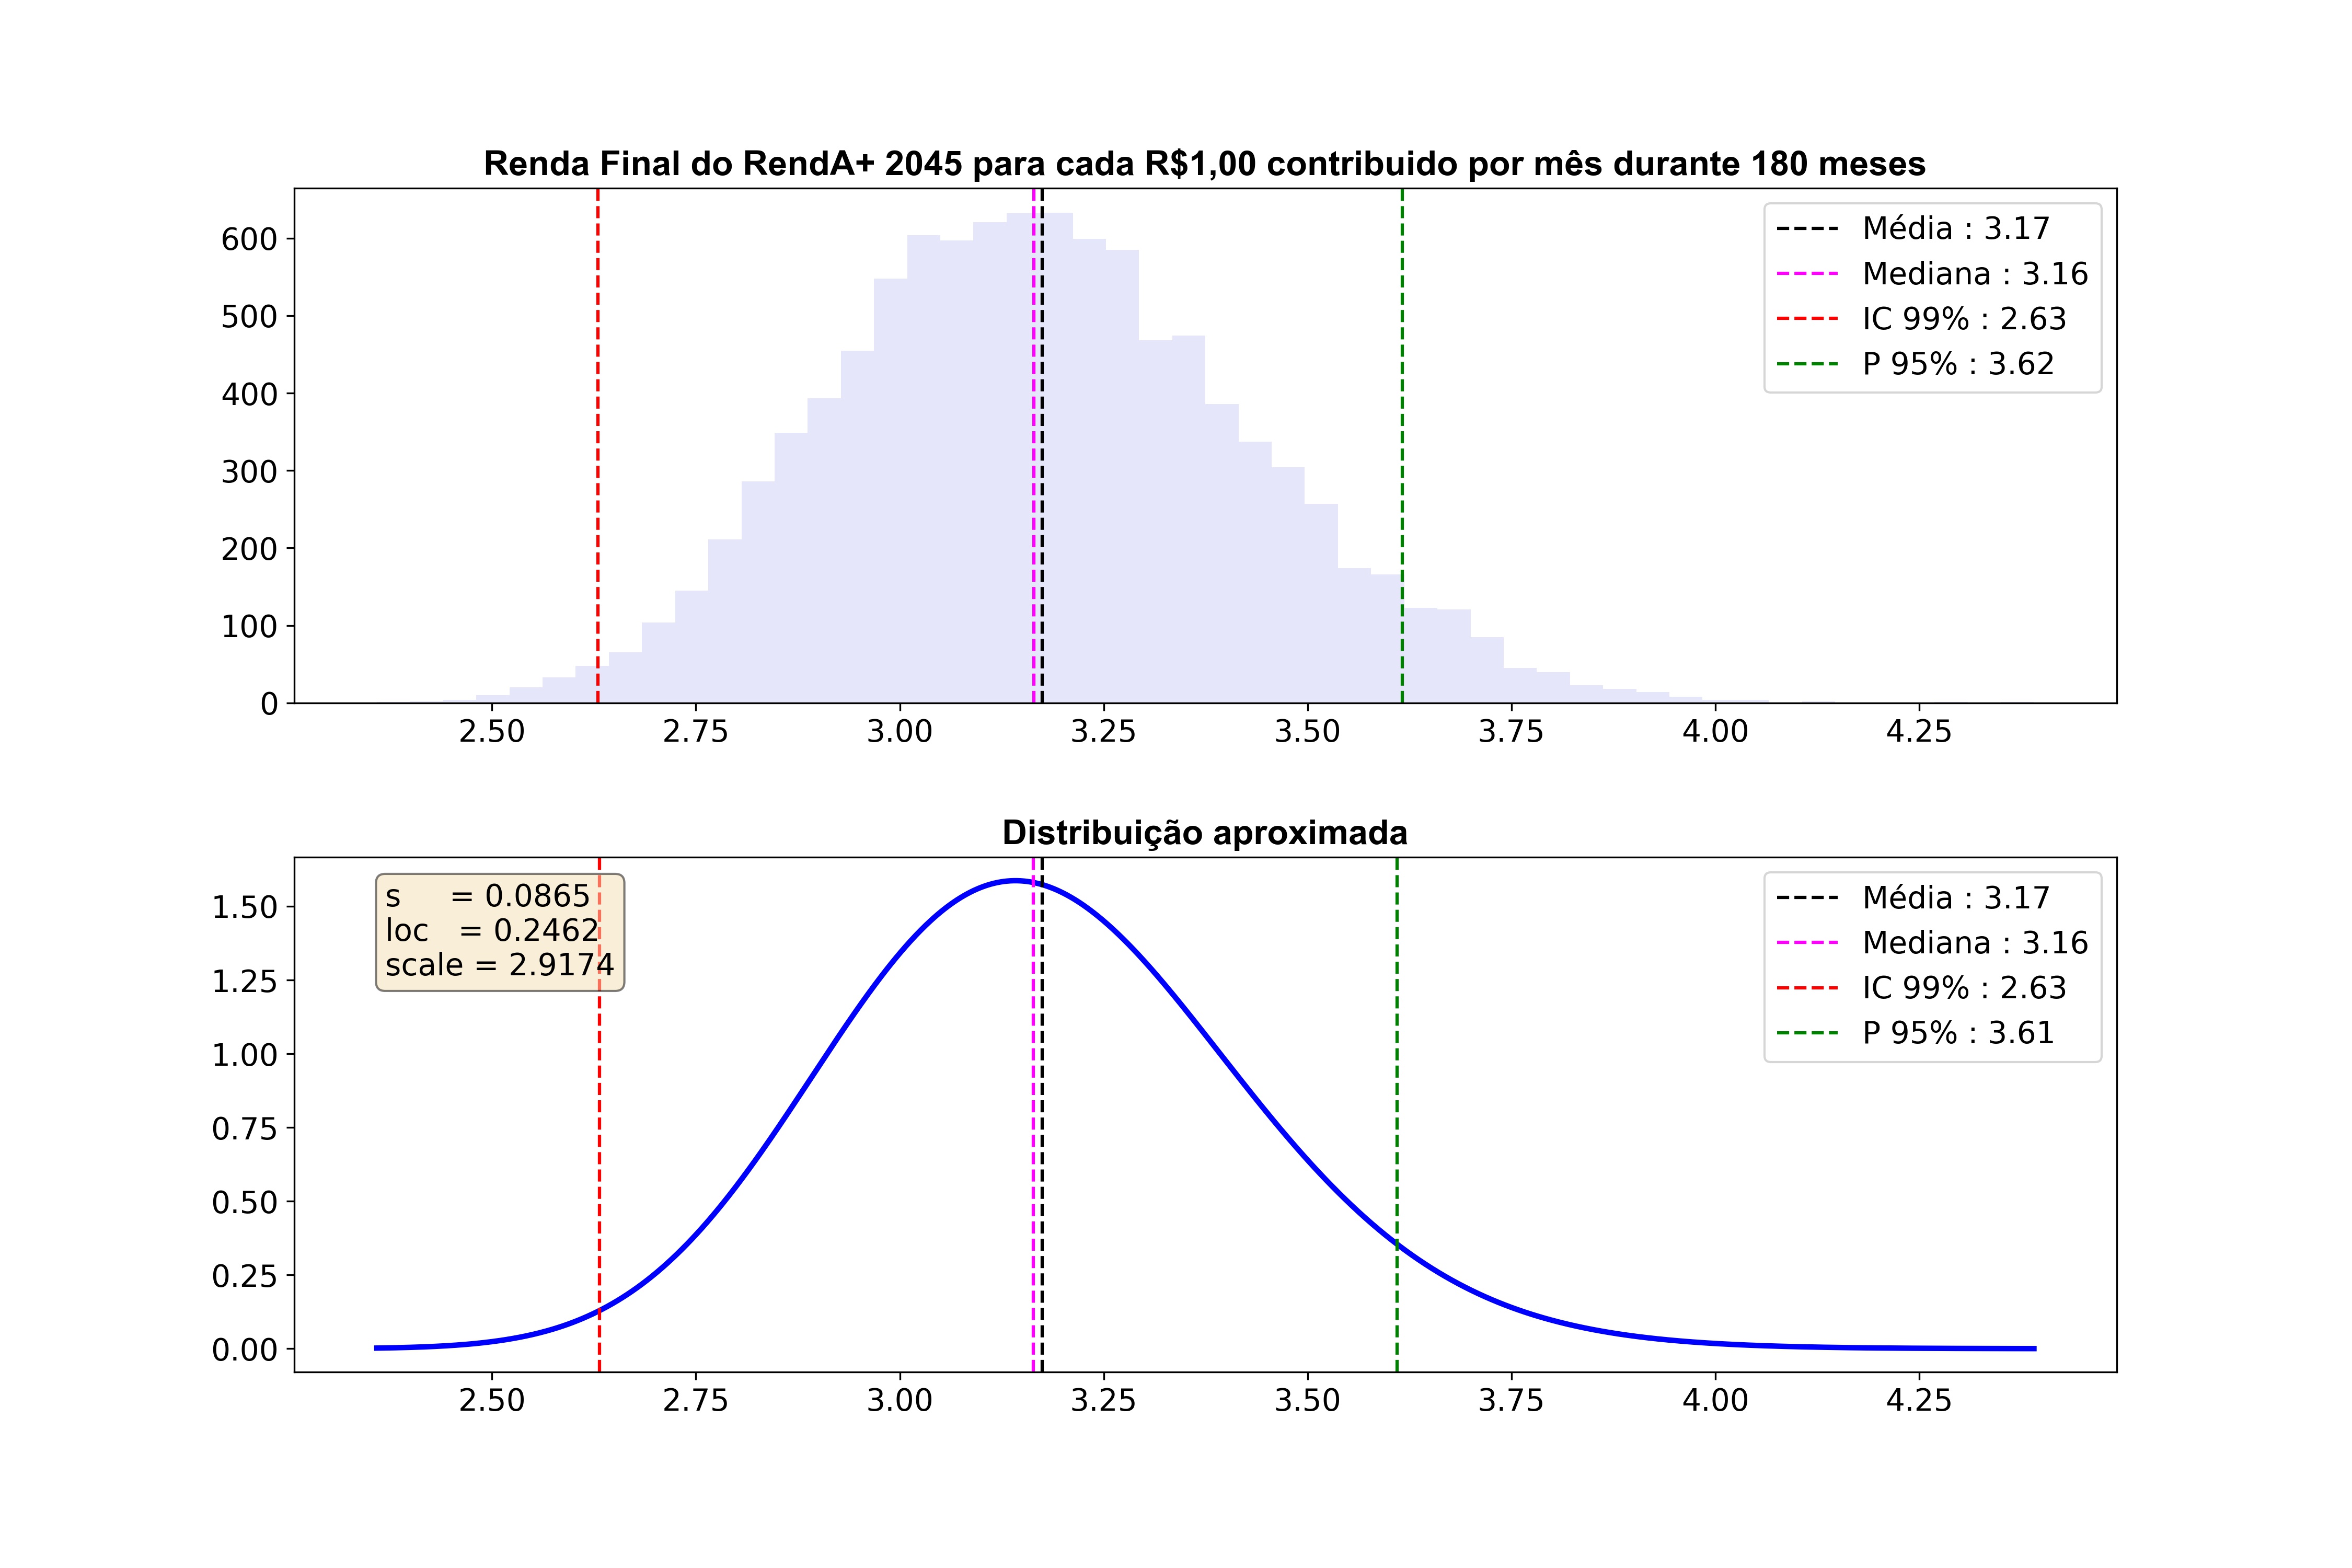 Renda Final do RendA+ 2045 para cada R$1,00 contribuido por mês durante 180 meses
600
500
400
300
200
100
0
Média : 3.17
Mediana : 3.16
IC 99% : 2.63
P 95% : 3.62
2.50 2.75 3.00 3.25 3.50 3.75 4.00 4.25
Distribuição aproximada
1.50
1.25
1.00
0.75
0.50
0.25
0.00
s = 0.0865
loc = 0.2462
scale = 2.9174
Média : 3.17
Mediana : 3.16
IC 99% : 2.63
P 95% : 3.61
2.50 2.75 3.00 3.25 3.50 3.75 4.00 4.25